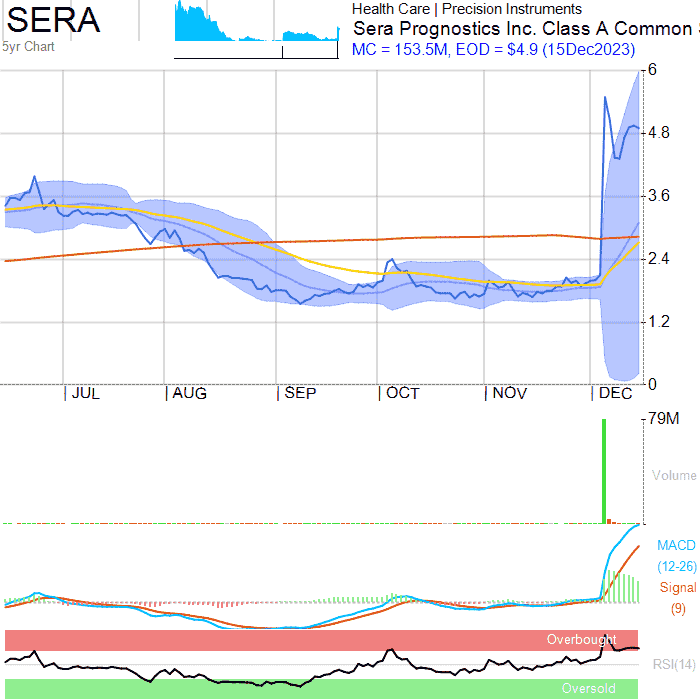 SERA
5yr Chart
Health Care | Precision Instruments
Sera Prognostics Inc. Class A Common
MC = 153.5M, EOD = $4.9 (15Dec2023)
6
4.8
3.6
2.4
1.2
0
JUL AUG SEP OCT NOV DEC
79M
Volume
MACD
(12-26)
Signal
(9)
Overbought
RSI(14)
Oversold